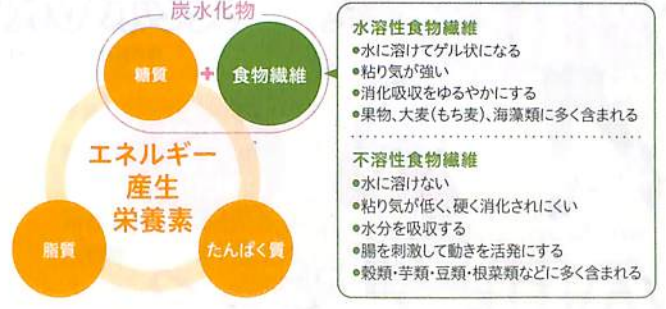 炭水化物
糖質
+
食物繊維
エネルギー
産生
栄養素
脂質
たんぱく質
水溶性食物繊維
●水に溶けてゲル状になる
●粘り気が強い
●消化吸収をゆるやかにする
●果物、大麦(もち麦)、海藻類に多く含まれる
不溶性食物繊維
●水に溶けない
●粘り気が低く、硬く消化されにくい
●水分を吸収する
●腸を刺激して動きを活発にする
●穀類・芋類・豆類・根菜類などに多く含まれる